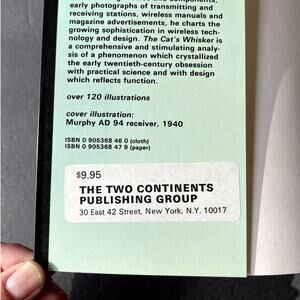 early photographs of transmitting and
receiving stations, wireless manuals and
magazine advertisements, he charts the
growing sophistication in wireless tech-
nology and design. The Cat's Whisker is
a comprehensive and stimulating analy-
sis of a phenomenon which crystallized
the early twentieth-century obsession
with practical science and with design
which reflects function.
over 120 illustrations
cover illustration:
Murphy AD 94 receiver, 1940
ISBN 0 905368 46 0 (cloth)
ISBN 0 905368 47 9 (paper)
$9.95
THE TWO CONTINENTS
PUBLISHING GROUP
30 East 42 Street, New York, N.Y. 10017